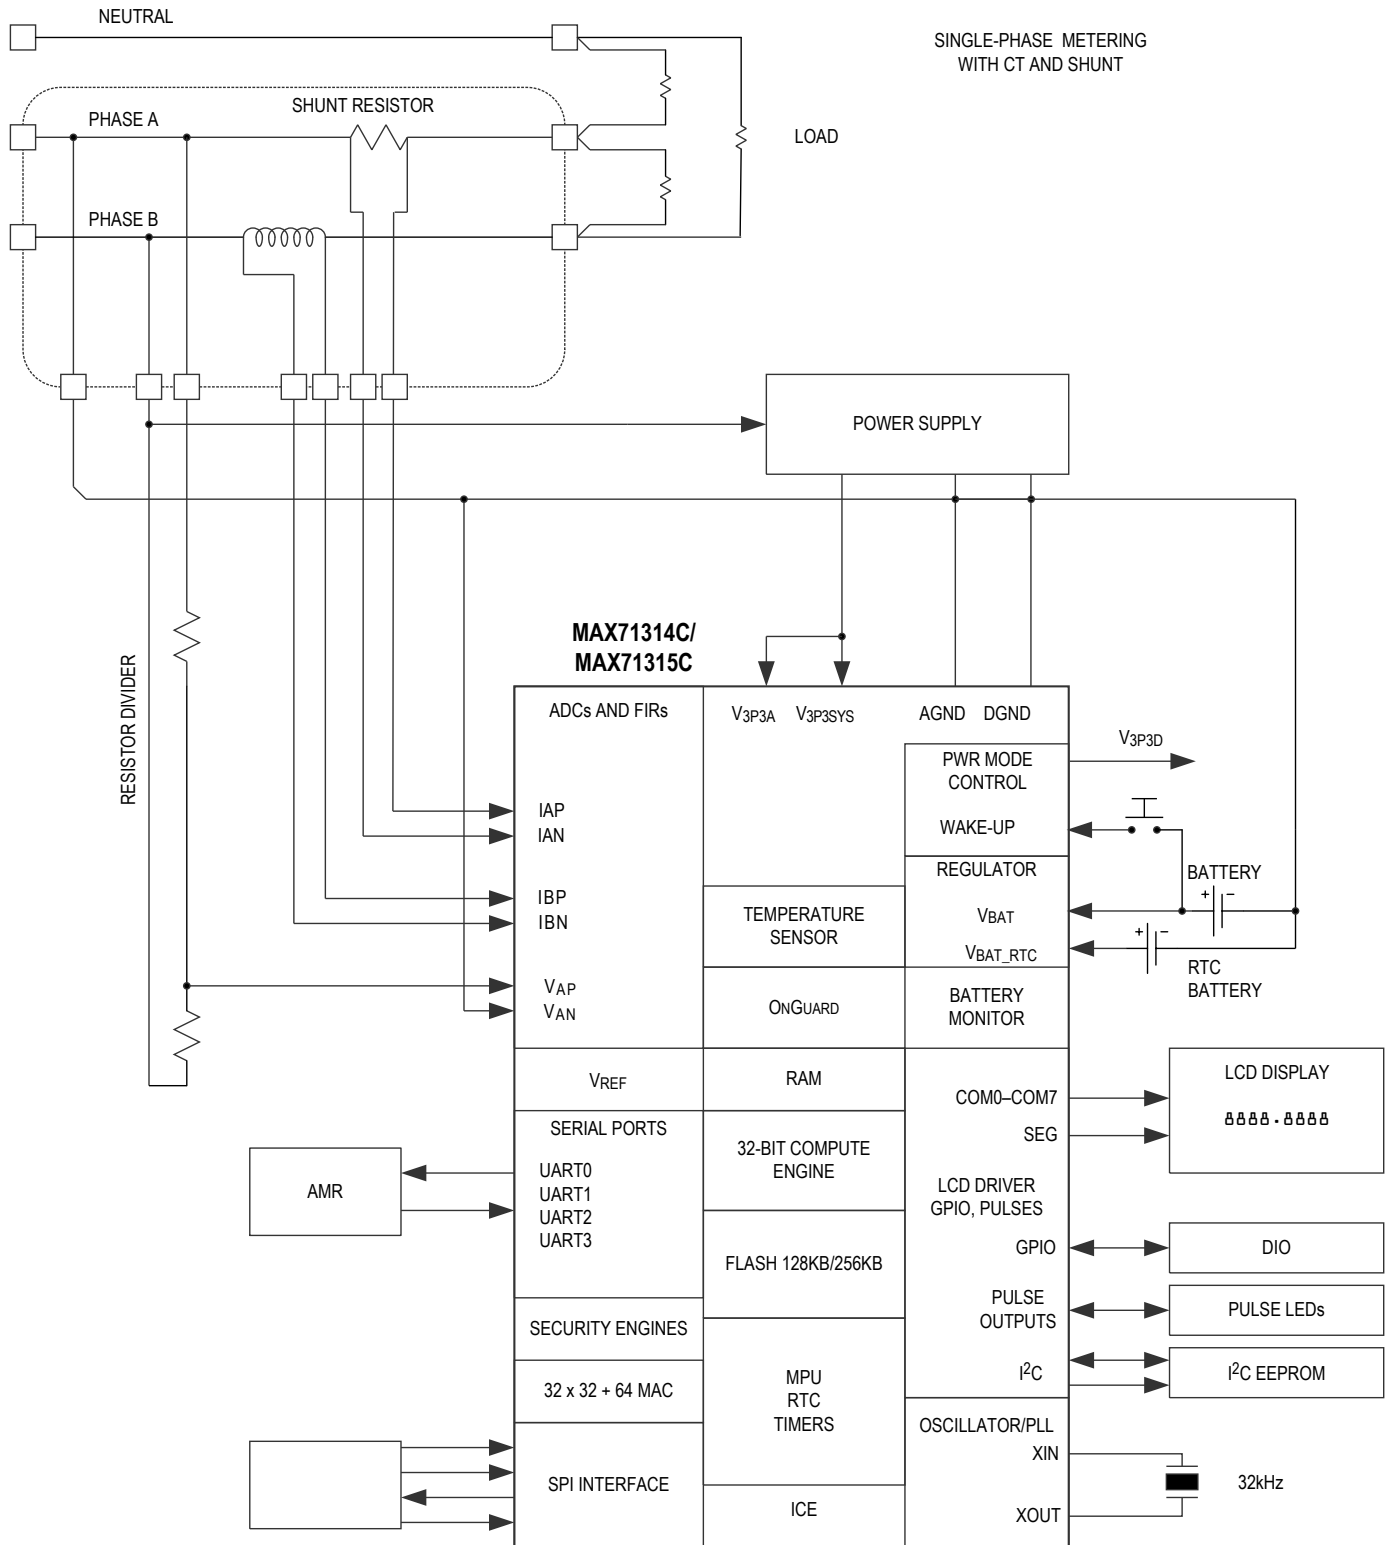 NEUTRAL
SINGLE-PHASE METERING
WITH CT AND SHUNT
SHUNT RESISTOR
PHASE A
LOAD
PHASE B
POWER SUPPLY
MAX71314C/
MAX71315C
RESISTOR DIVIDER
ADCs AND FIRs
V3P3A
V3P3SYS
AGND
DGND
V3P3D
PWR MODE
CONTROL
WAKE-UP
IAP
IAN
REGULATOR
BATTERY
+ −
IBP
IBN
TEMPERATURE
SENSOR
VBAT
VBAT_RTC
+ −
RTC
BATTERY
VAP
VAN
ONGUARD
BATTERY
MONITOR
VREF
RAM
COM0–COM7
SEG
LCD DISPLAY
8888.8888
SERIAL PORTS
UART0
UART1
UART2
UART3
AMR
32-BIT COMPUTE
ENGINE
LCD DRIVER
GPIO, PULSES
GPIO
DIO
FLASH 128KB/256KB
PULSE
OUTPUTS
PULSE LEDs
SECURITY ENGINES
I2C
I2C EEPROM
32 x 32 + 64 MAC
MPU
RTC
TIMERS
OSCILLATOR/PLL
XIN
32kHz
XOUT
SPI INTERFACE
ICE